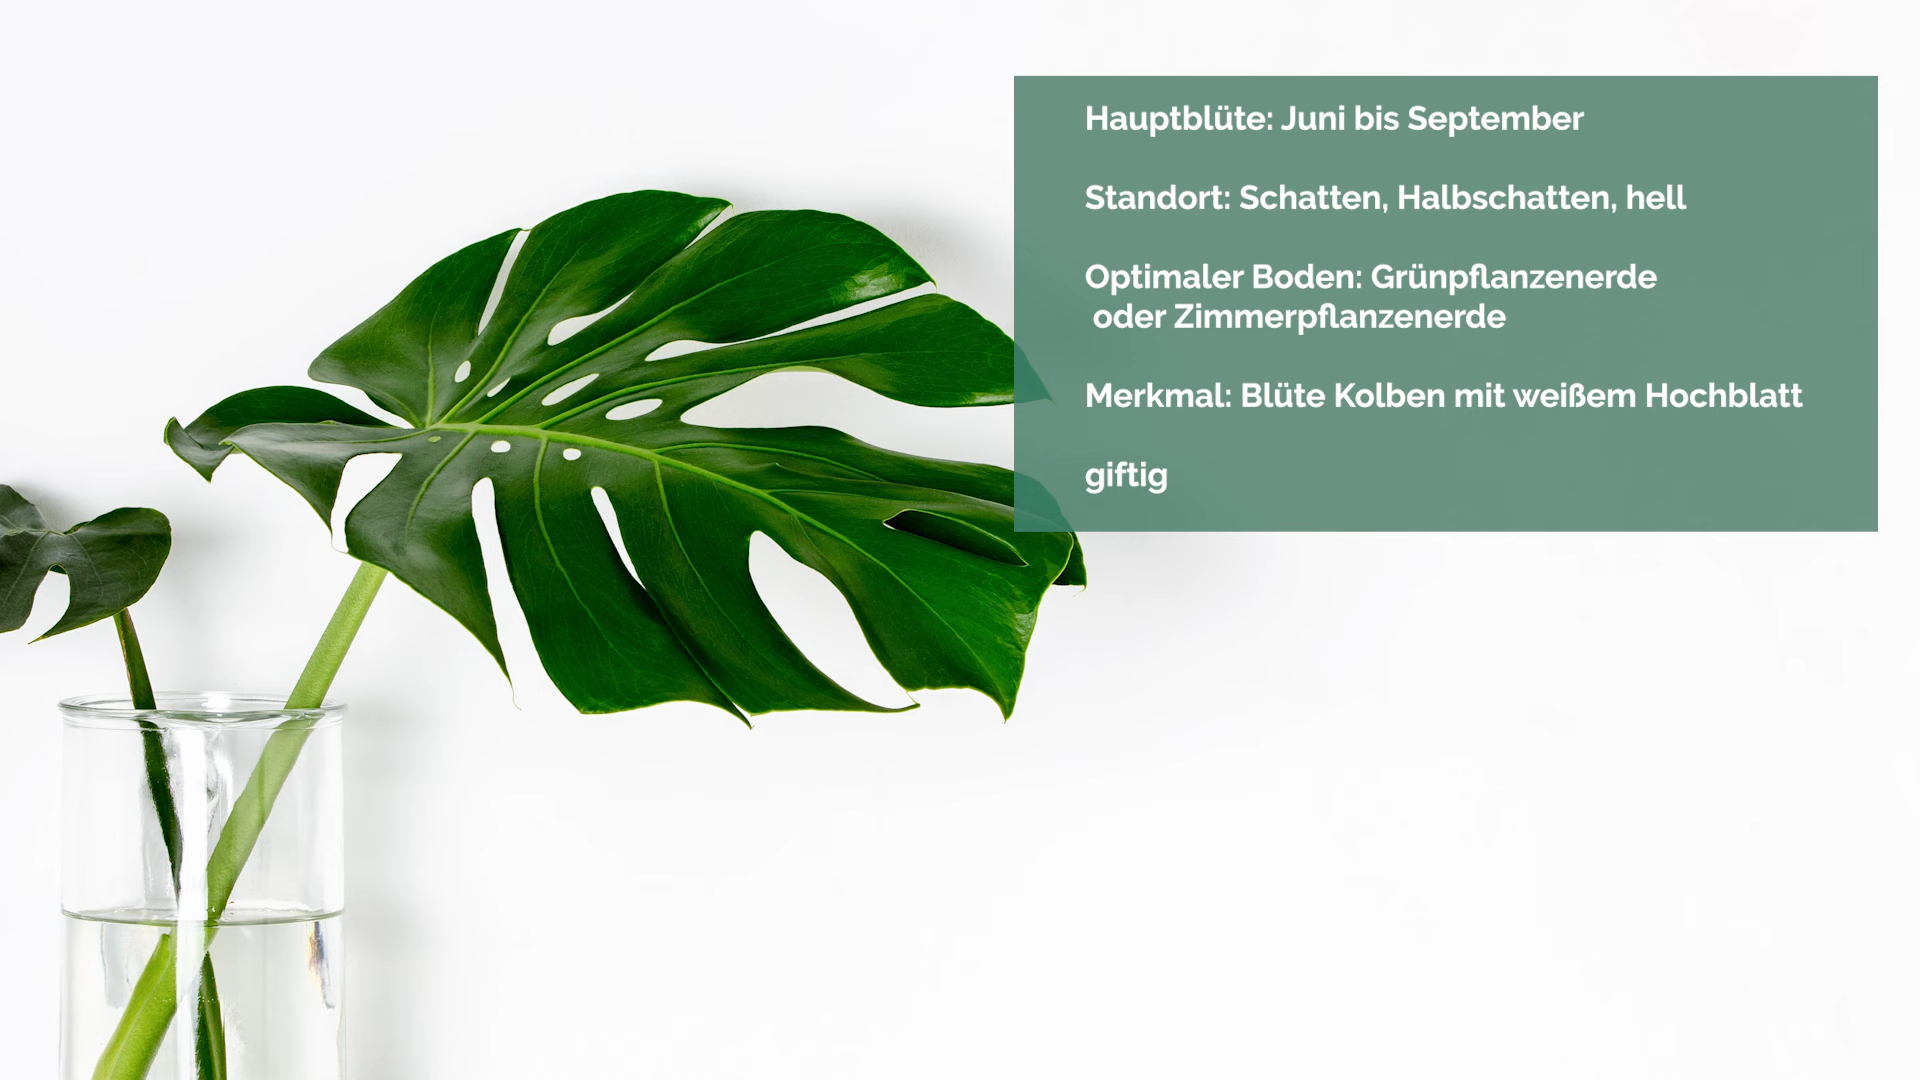 Hauptblüte: Juni bis September
Standort: Schatten, Halbschatten, hell
Optimaler Boden: Grünpflanzenerde
oder Zimmerpflanzenerde
Merkmal: Blüte Kolben mit weißem Hochblatt
giftig